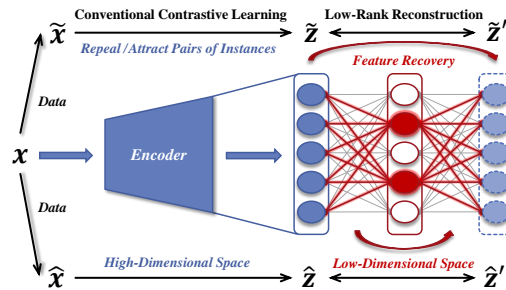 Conventional Contrastive Learning Low-Rank Reconstruction
x̃ z̃ z̃′
Repeal /Attract Pairs of Instances
Feature Recovery
Data
x Encoder
Data
High-Dimensional Space Low-Dimensional Space
x̂ ẑ ẑ′